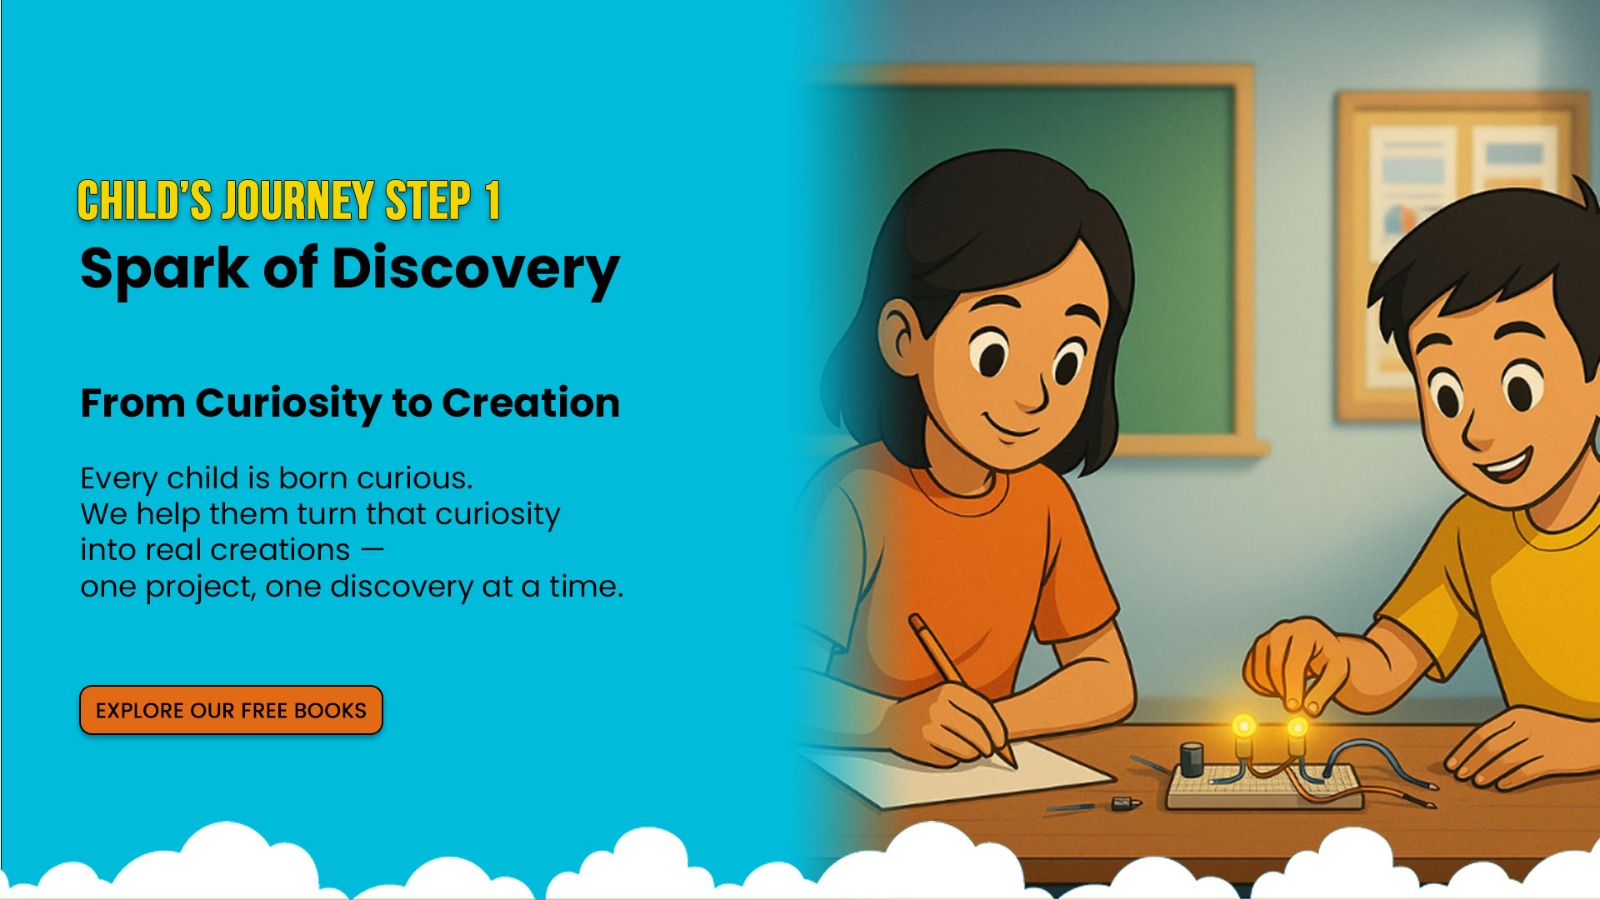 CHILD’S JOURNEY STEP 1
Spark of Discovery
From Curiosity to Creation
Every child is born curious.
We help them turn that curiosity
into real creations —
one project, one discovery at a time.
EXPLORE OUR FREE BOOKS